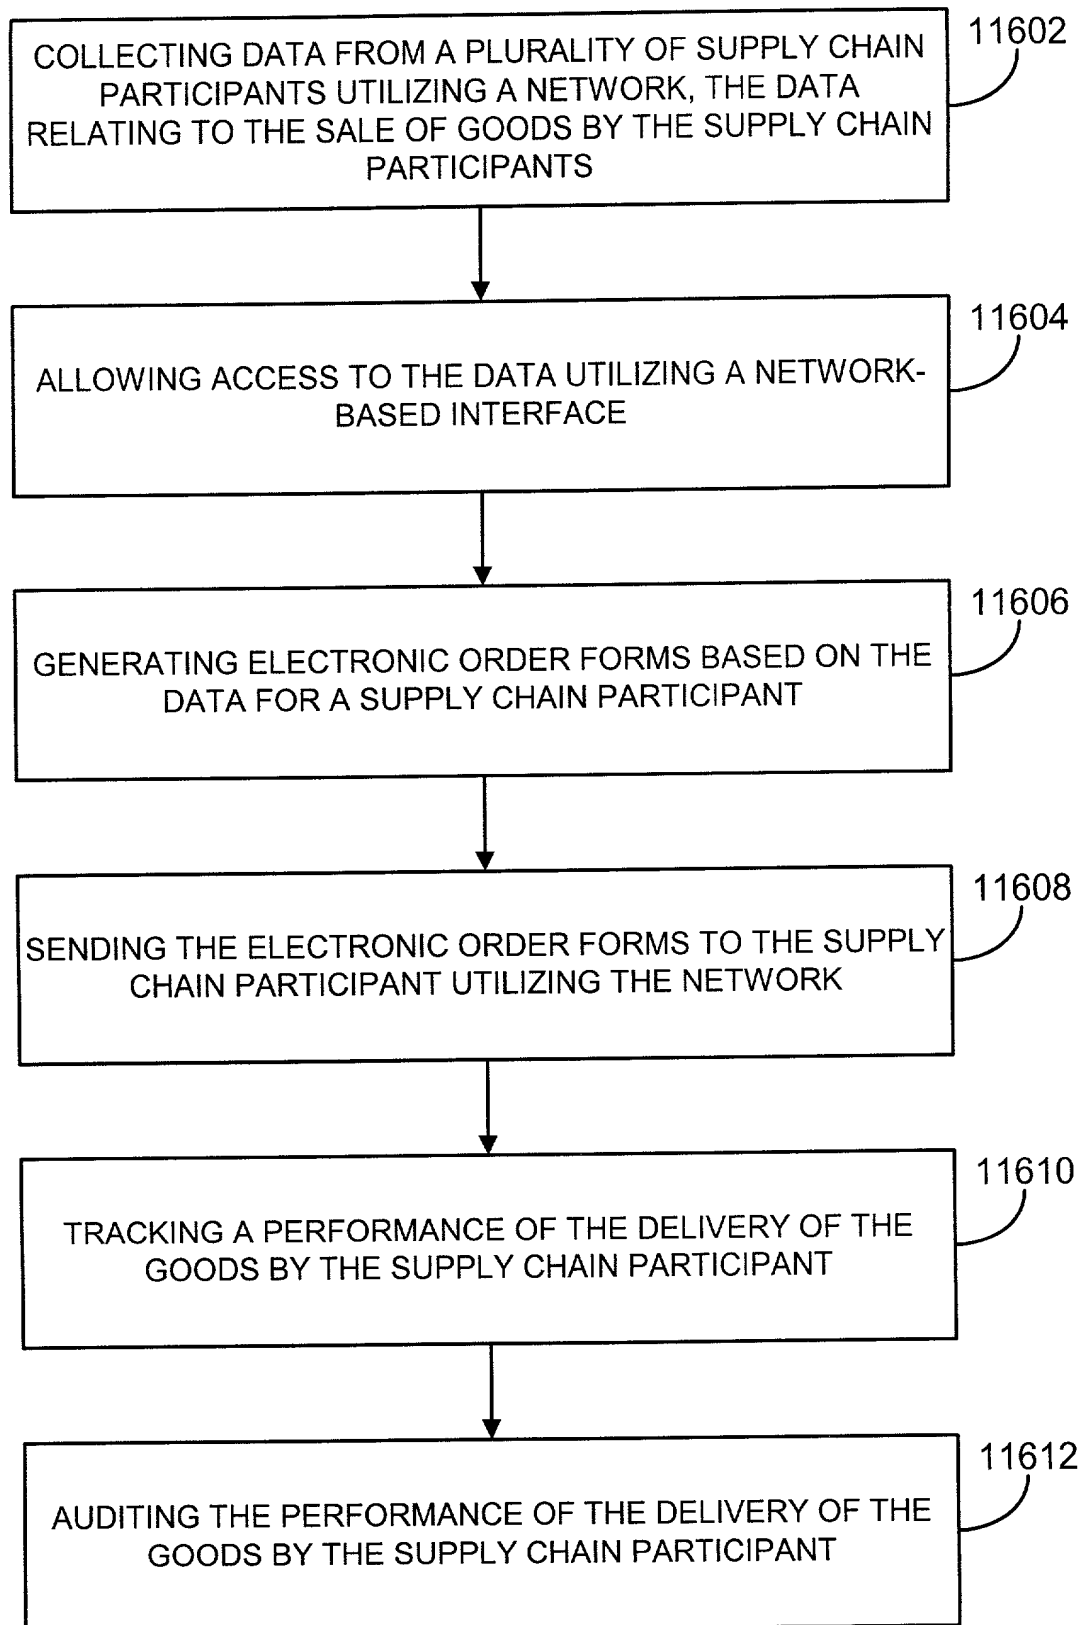 11602
COLLECTING DATA FROM A PLURALITY OF SUPPLY CHAIN
PARTICIPANTS UTILIZING A NETWORK, THE DATA
RELATING TO THE SALE OF GOODS BY THE SUPPLY CHAIN
PARTICIPANTS
11604
ALLOWING ACCESS TO THE DATA UTILIZING A NETWORK-
BASED INTERFACE
11606
GENERATING ELECTRONIC ORDER FORMS BASED ON THE
DATA FOR A SUPPLY CHAIN PARTICIPANT
11608
SENDING THE ELECTRONIC ORDER FORMS TO THE SUPPLY
CHAIN PARTICIPANT UTILIZING THE NETWORK
11610
TRACKING A PERFORMANCE OF THE DELIVERY OF THE
GOODS BY THE SUPPLY CHAIN PARTICIPANT
11612
AUDITING THE PERFORMANCE OF THE DELIVERY OF THE
GOODS BY THE SUPPLY CHAIN PARTICIPANT